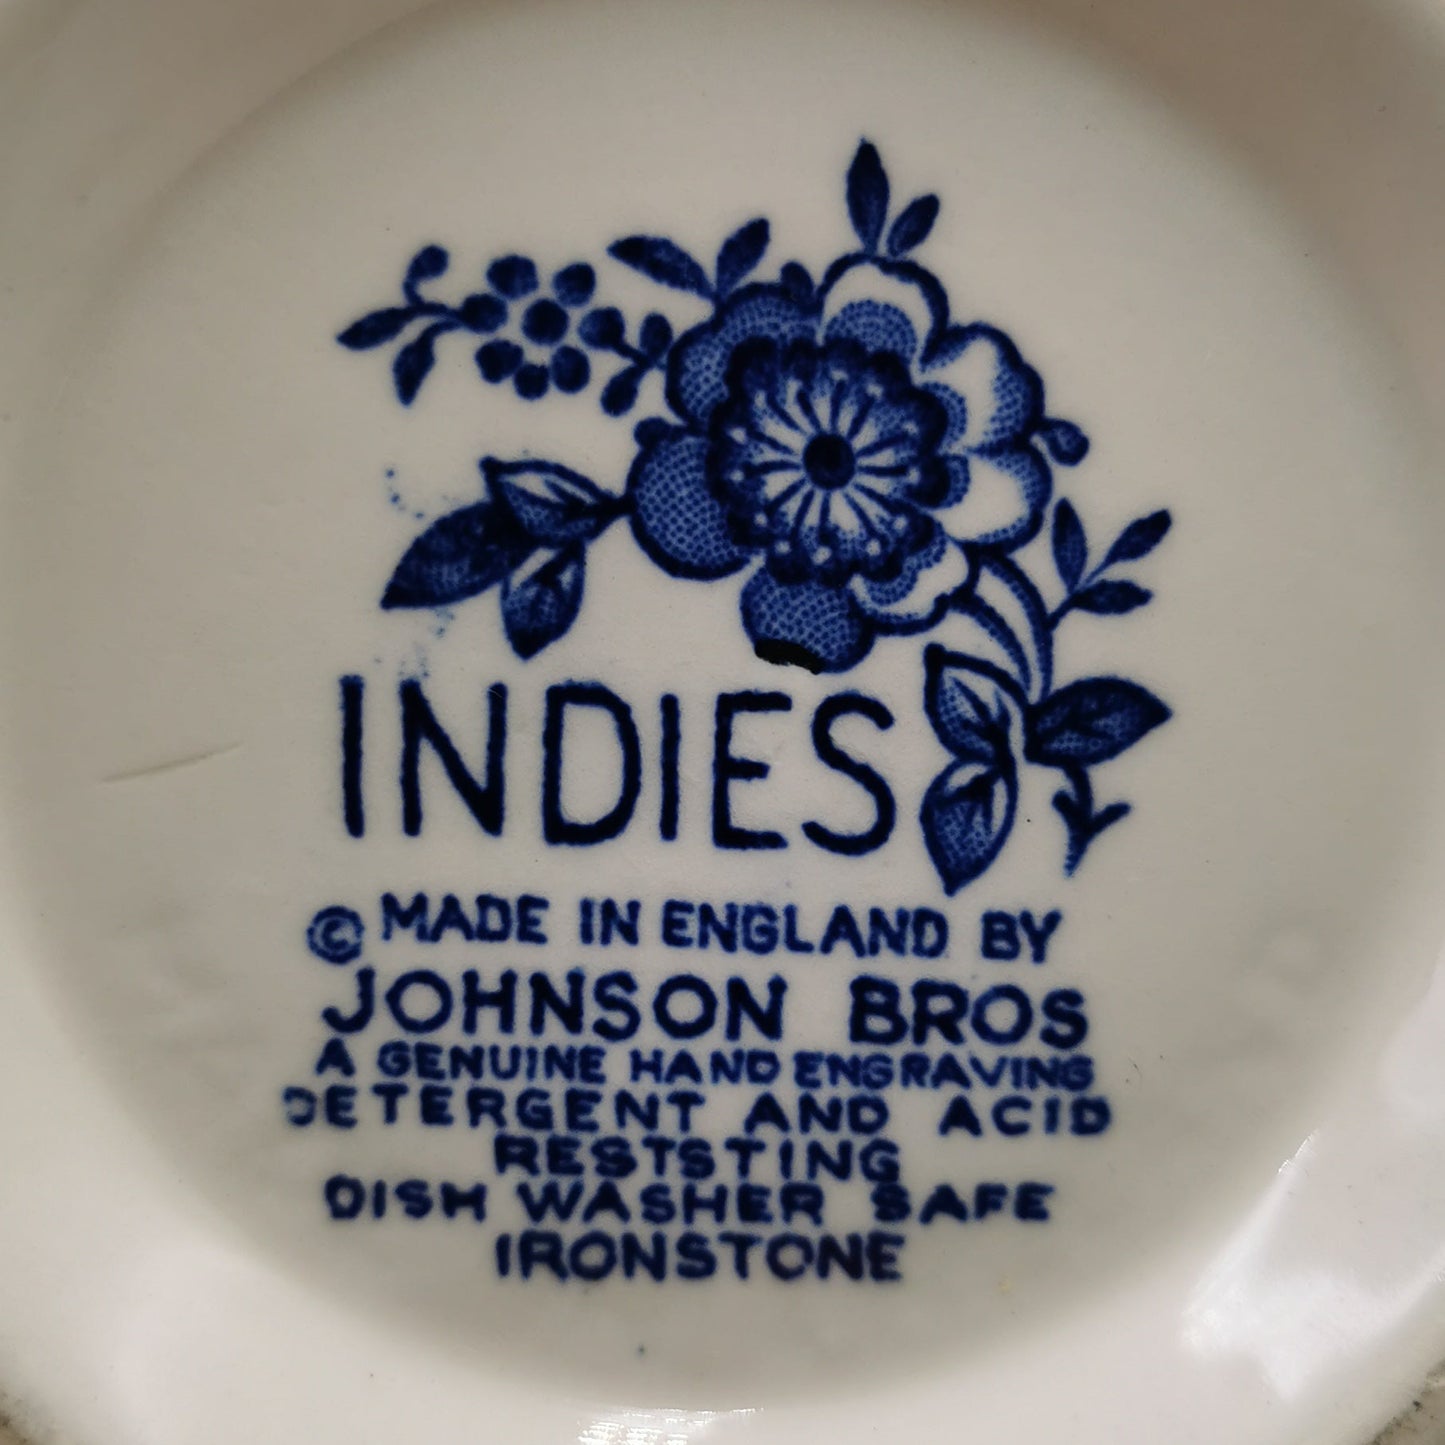 INDIES
© MADE IN ENGLAND BY
JOHNSON BROS
A GENUINE HAND ENGRAVING
DETERGENT AND ACID
RESTSTING
DISH WASHER SAFE
IRONSTONE